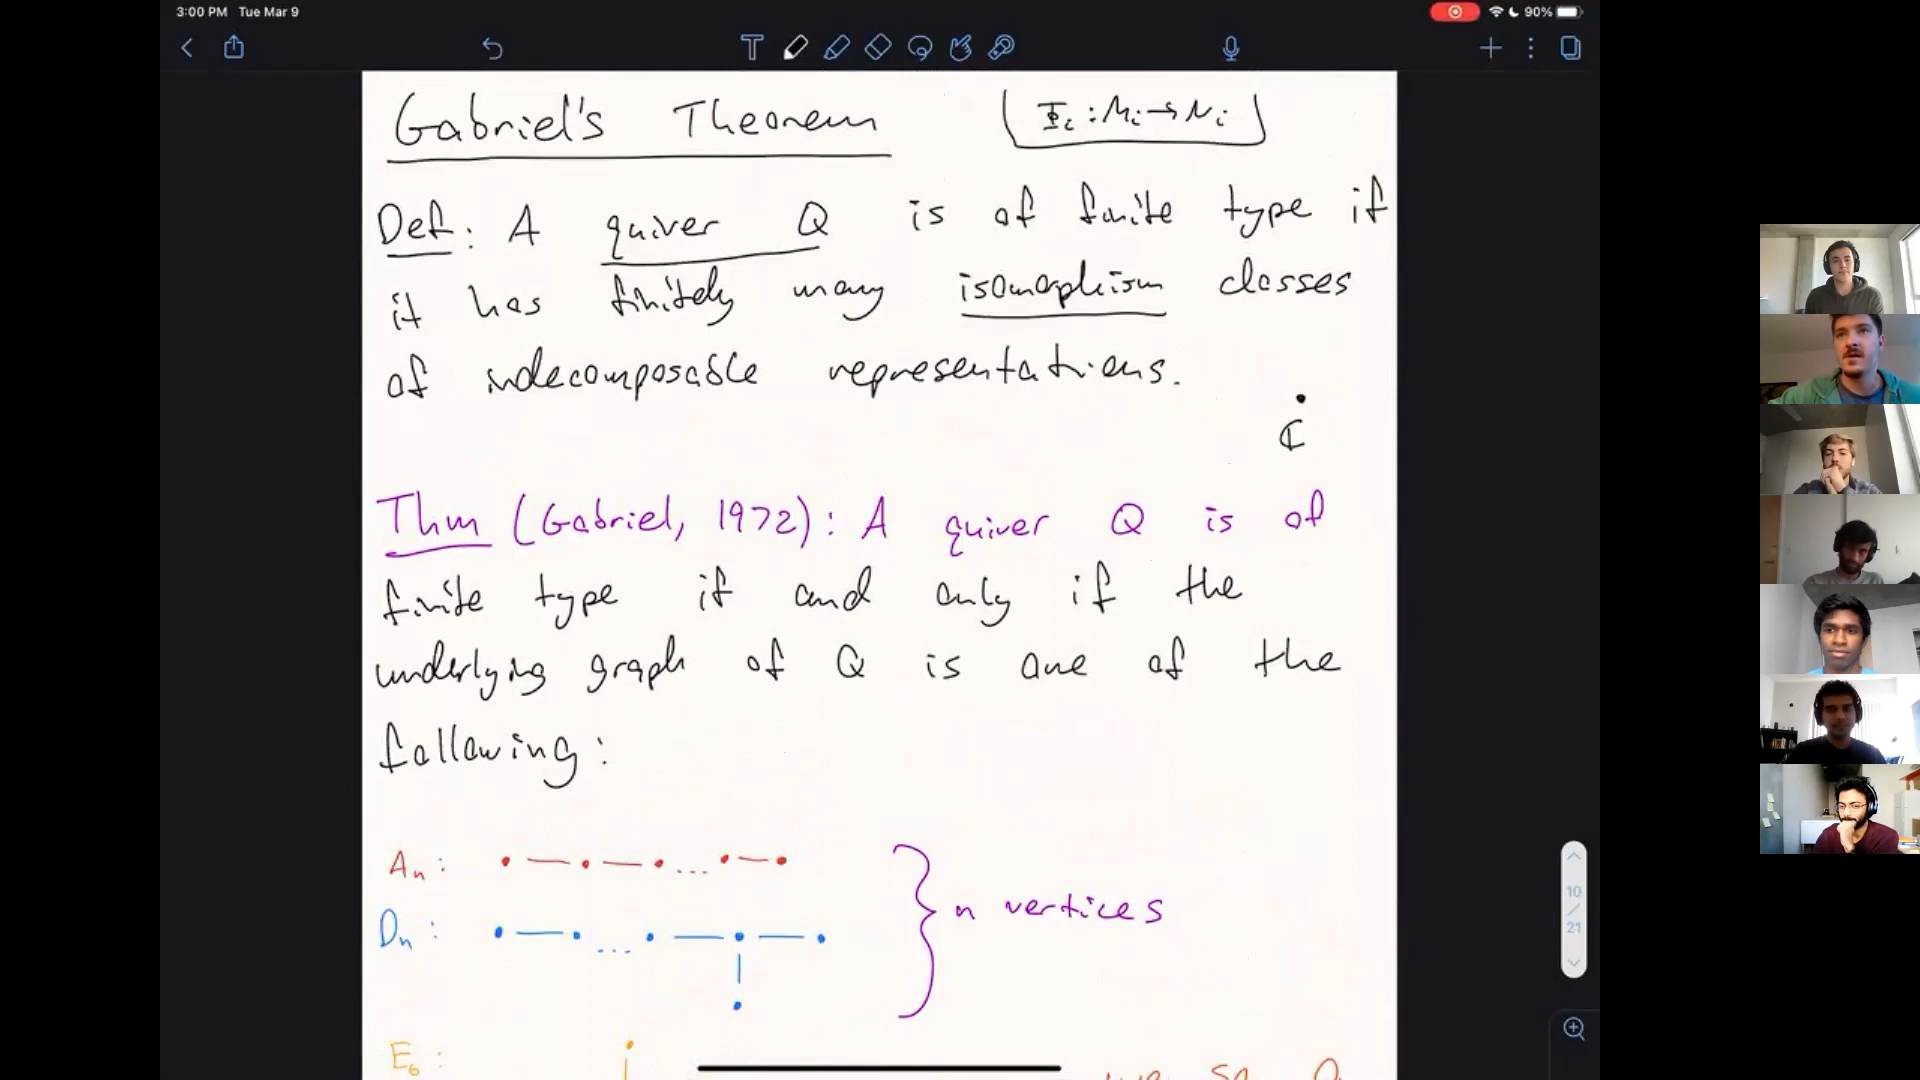 3:00 PM Tue Mar 9
90%
Gabriel's Theorem (Φi : Mi → Ni)
Def: A quiver Q is of finite type if
it has finitely many isomorphism classes
of indecomposable representations.
ℂ
Thm (Gabriel, 1972): A quiver Q is of
finite type if and only if the
underlying graph of Q is one of the
following:
An:
...
Dn:
...
n vertices
E6:
10
/
21